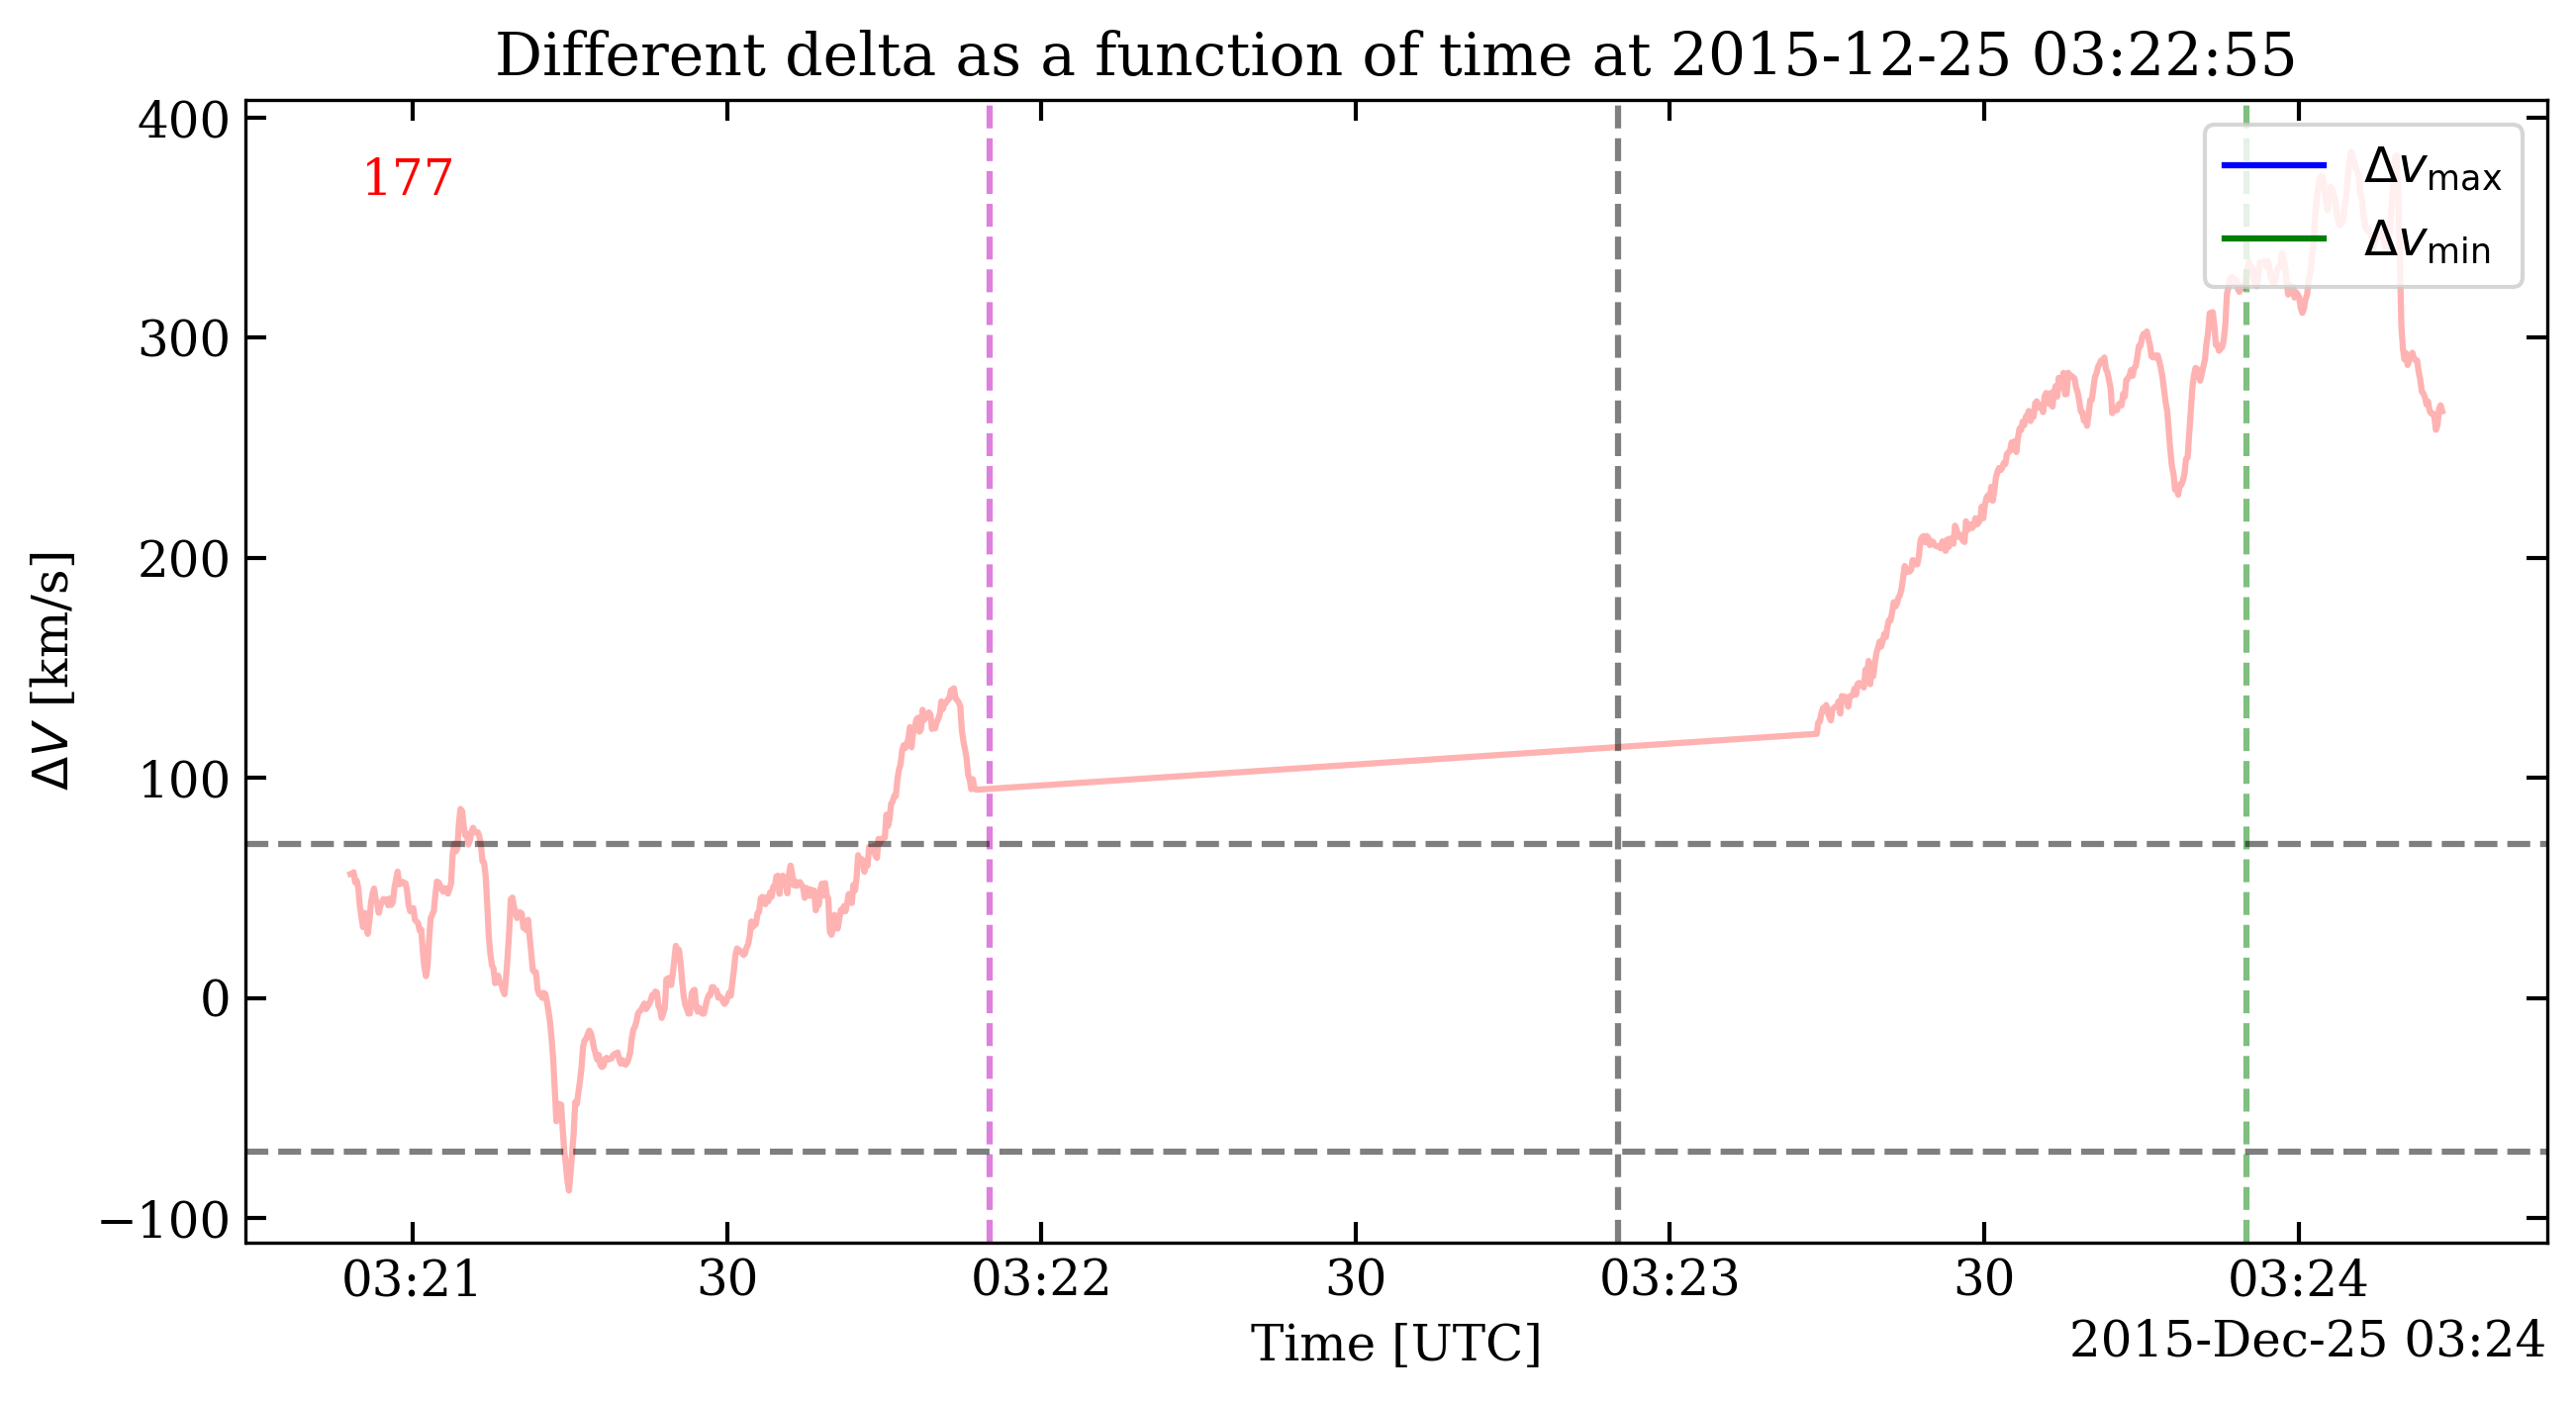 Different delta as a function of time at 2015-12-25 03:22:55
400
300
200
100
0
−100
ΔV [km/s]
177
Δv_max
Δv_min
03:21 30 03:22 30 03:23 30 03:24
Time [UTC]
2015-Dec-25 03:24